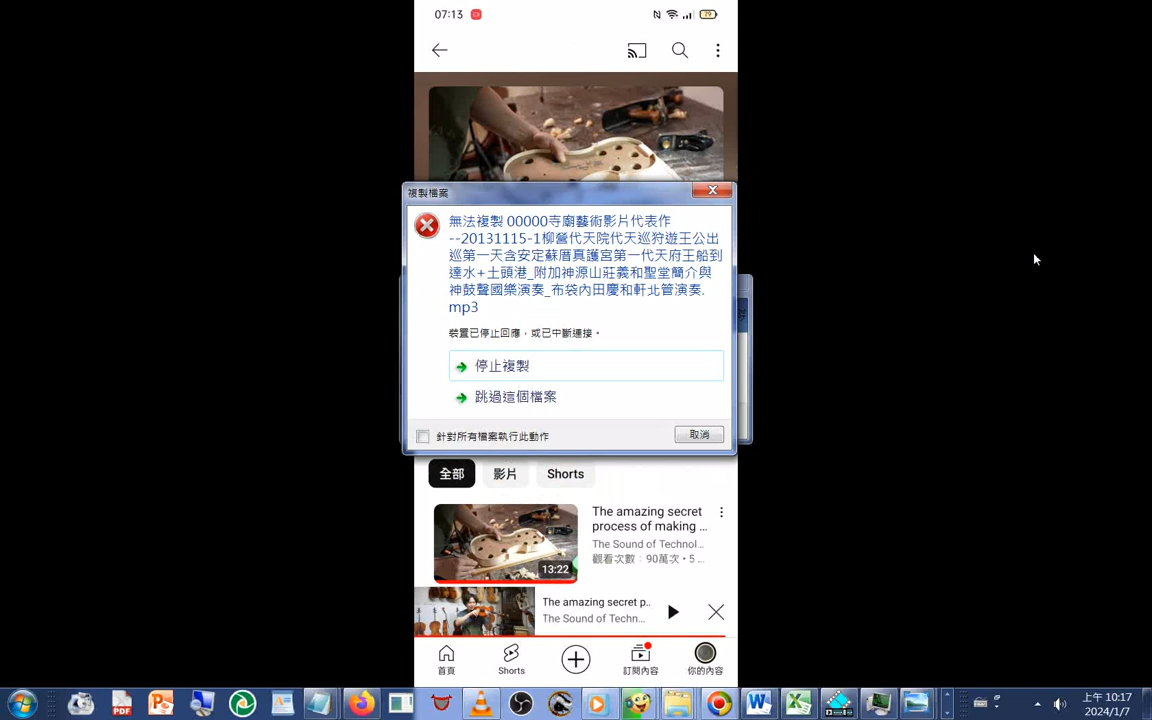 07:13
79
複製檔案
無法複製 00000寺廟藝術影片代表作
--20131115-1柳營代天院代天巡狩遊王公出
巡第一天含安定蘇厝真護宮第一代天府王船到
達水+土頭港_附加神源山莊義和聖堂簡介與
神鼓聲國樂演奏_布袋內田慶和軒北管演奏.
mp3
裝置已停止回應，或已中斷連接。
停止複製
跳過這個檔案
針對所有檔案執行此動作
取消
全部
影片
Shorts
The amazing secret
process of making ...
The Sound of Technol...
觀看次數：90萬次 • 5 ...
13:22
The amazing secret p..
The Sound of Techn...
首頁
Shorts
訂閱內容
你的內容
PDF
上午 10:17
2024/1/7